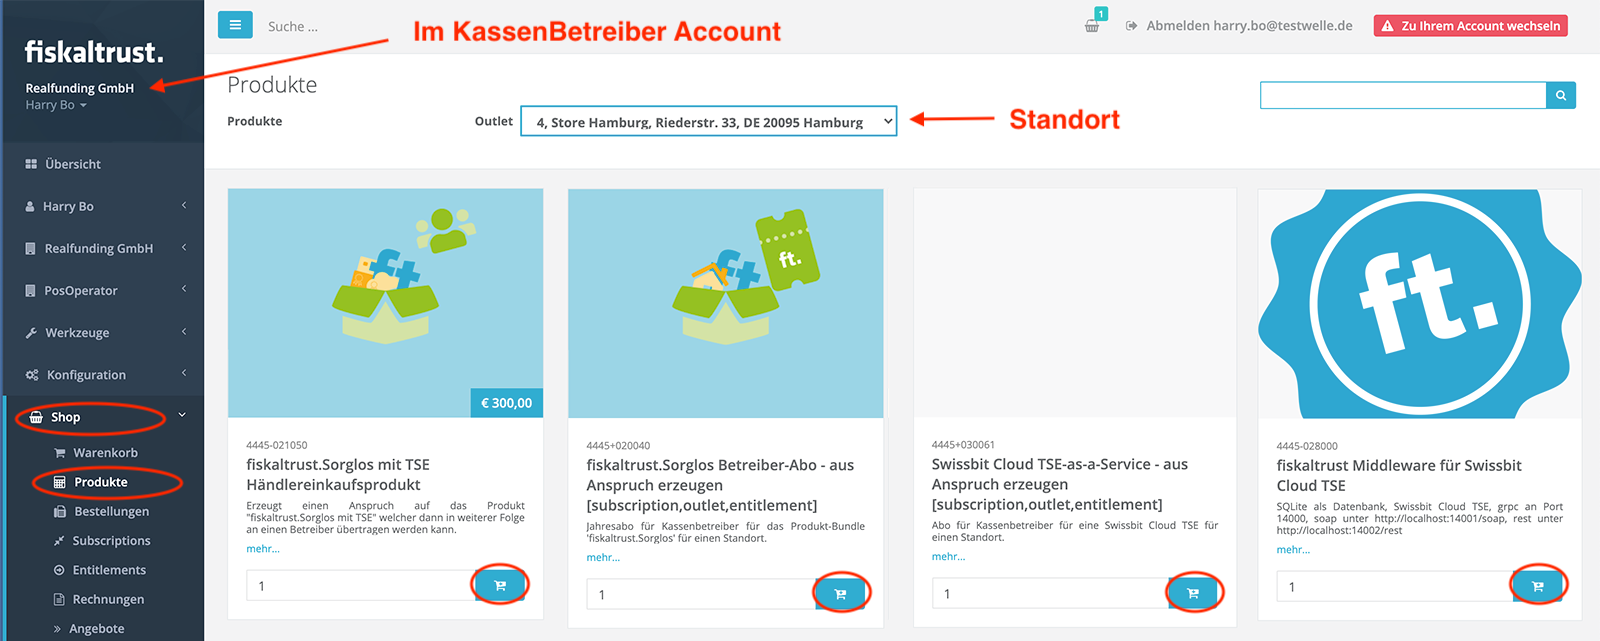 fiskaltrust.
Realfunding GmbH
Harry Bo
Übersicht
Harry Bo
Realfunding GmbH
PosOperator
Werkzeuge
Konfiguration
Shop
Warenkorb
Produkte
Bestellungen
Subscriptions
Entitlements
Rechnungen
Angebote
Suche ...
Im KassenBetreiber Account
1
Abmelden harry.bo@testwelle.de
Zu Ihrem Account wechseln
Produkte
Produkte
Outlet
4, Store Hamburg, Riederstr. 33, DE 20095 Hamburg
Standort
ft
€ 300,00
4445-021050
fiskaltrust.Sorglos mit TSE
Händlereinkaufsprodukt
Erzeugt einen Anspruch auf das Produkt
"fiskaltrust.Sorglos mit TSE" welcher dann in weiterer Folge
an einen Betreiber übertragen werden kann.
mehr...
1
ft
ft.
4445+020040
fiskaltrust.Sorglos Betreiber-Abo - aus
Anspruch erzeugen
[subscription,outlet,entitlement]
Jahresabo für Kassenbetreiber für das Produkt-Bundle
'fiskaltrust.Sorglos' für einen Standort.
mehr...
1
4445+030061
Swissbit Cloud TSE-as-a-Service - aus
Anspruch erzeugen
[subscription,outlet,entitlement]
Abo für Kassenbetreiber für eine Swissbit Cloud TSE für
einen Standort.
mehr...
1
ft.
4445-028000
fiskaltrust Middleware für Swissbit
Cloud TSE
SQLite als Datenbank, Swissbit Cloud TSE, grpc an Port
14000, soap unter http://localhost:14001/soap, rest unter
http://localhost:14002/rest
mehr...
1